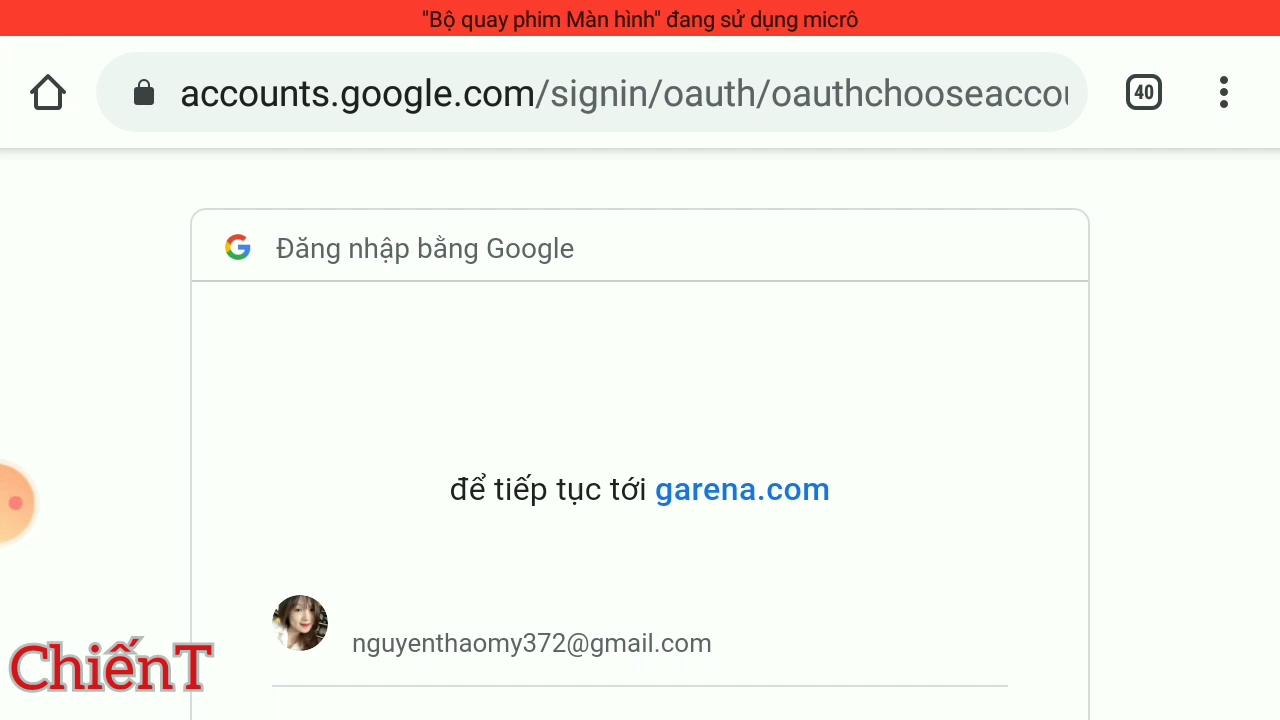 "Bộ quay phim Màn hình" đang sử dụng micrô
accounts.google.com/signin/oauth/oauthchooseaccou
40
Đăng nhập bằng Google
để tiếp tục tới garena.com
nguyenthaomy372@gmail.com
ChiếnT